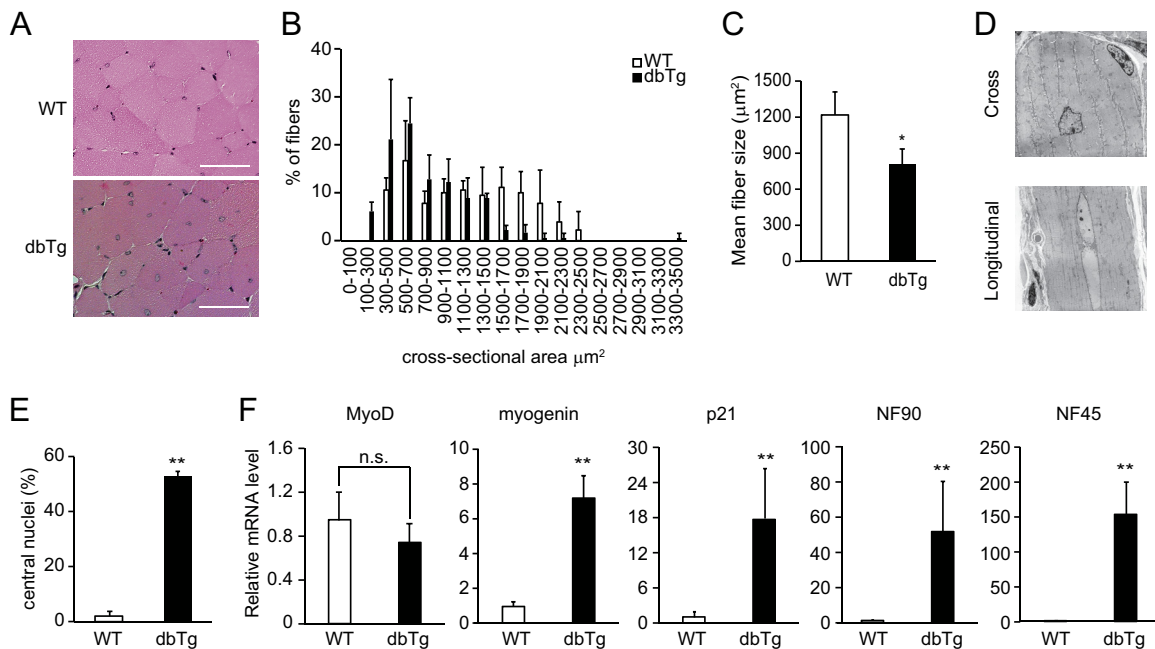 A
WT
dbTg
B
% of fibers
40
30
20
10
0
WT
dbTg
0-100
100-300
300-500
500-700
700-900
900-1100
1100-1300
1300-1500
1500-1700
1700-1900
1900-2100
2100-2300
2300-2500
2500-2700
2700-2900
2900-3100
3100-3300
3300-3500
cross-sectional area μm²
C
Mean fiber size (μm²)
1500
1200
900
600
300
0
*
WT
dbTg
D
Cross
Longitudinal
E
central nuclei (%)
60
40
20
0
**
WT
dbTg
F
Relative mRNA level
MyoD
1.6
1.2
0.8
0.4
0
n.s.
WT
dbTg
myogenin
8
6
4
2
0
**
WT
dbTg
p21
30
24
18
12
6
0
**
WT
dbTg
NF90
100
80
60
40
20
0
**
WT
dbTg
NF45
250
200
150
100
50
0
**
WT
dbTg